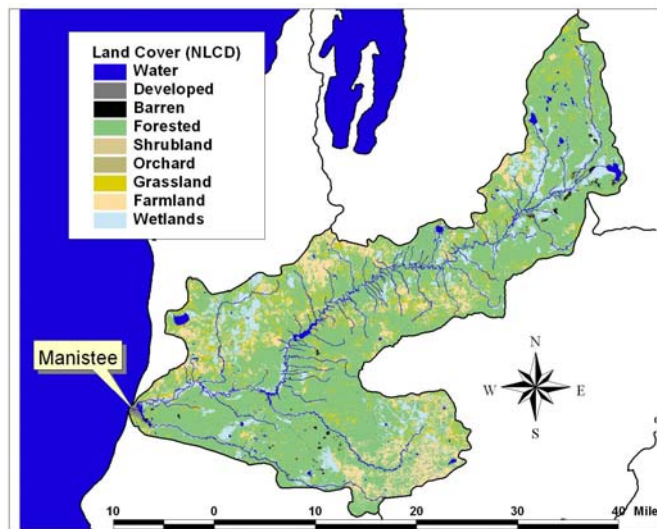 Land Cover (NLCD)
Water
Developed
Barren
Forested
Shrubland
Orchard
Grassland
Farmland
Wetlands
Manistee
N
W E
S
10 0 10 20 30 40 Mile